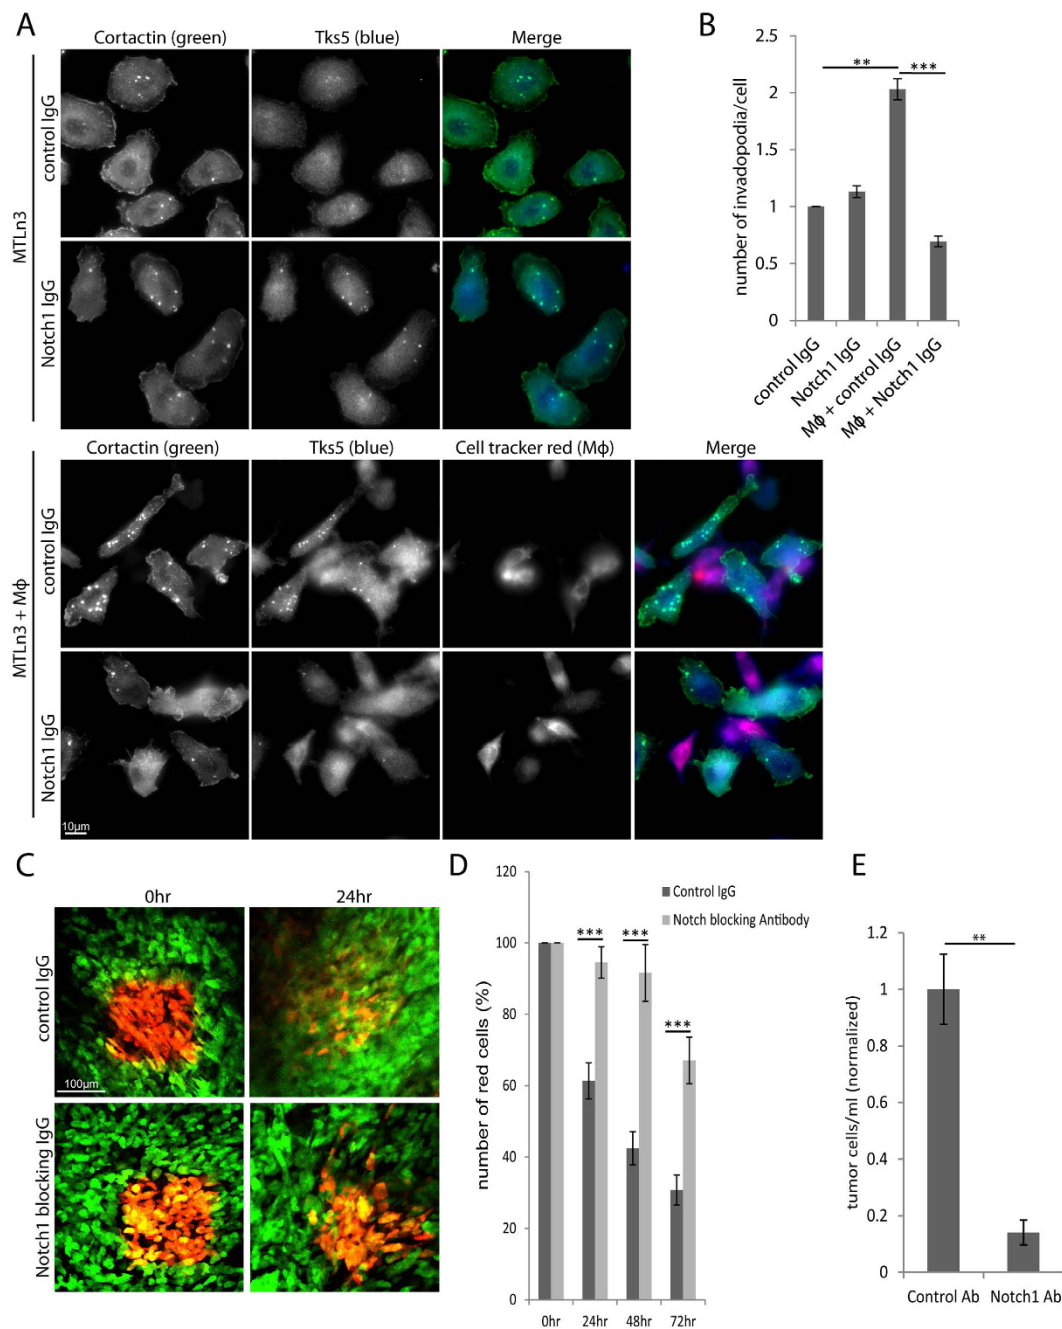 A
Cortactin (green) Tks5 (blue) Merge
MTLn3
control IgG
Notch1 IgG
Cortactin (green) Tks5 (blue) Cell tracker red (Mϕ) Merge
MTLn3 + Mϕ
control IgG
Notch1 IgG
10µm
B
number of invadopodia/cell
2.5
2
1.5
1
0.5
0
** ***
control IgG
Notch1 IgG
Mϕ + control IgG
Mϕ + Notch1 IgG
C
0hr 24hr
control IgG
100µm
Notch1 blocking IgG
D
number of red cells (%)
120
100
80
60
40
20
0
Control IgG
Notch blocking Antibody
*** ***
***
0hr 24hr 48hr 72hr
E
tumor cells/ml (normalized)
1.2
1
0.8
0.6
0.4
0.2
0
**
Control Ab Notch1 Ab